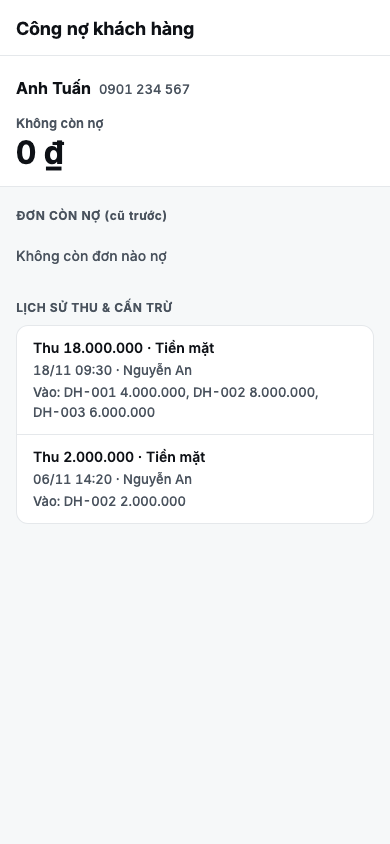 Công nợ khách hàng
Anh Tuấn 0901 234 567
Không còn nợ
0 ₫
ĐƠN CÒN NỢ (cũ trước)
Không còn đơn nào nợ
LỊCH SỬ THU & CẤN TRỪ
Thu 18.000.000 · Tiền mặt
18/11 09:30 · Nguyễn An
Vào: DH-001 4.000.000, DH-002 8.000.000,
DH-003 6.000.000
Thu 2.000.000 · Tiền mặt
06/11 14:20 · Nguyễn An
Vào: DH-002 2.000.000